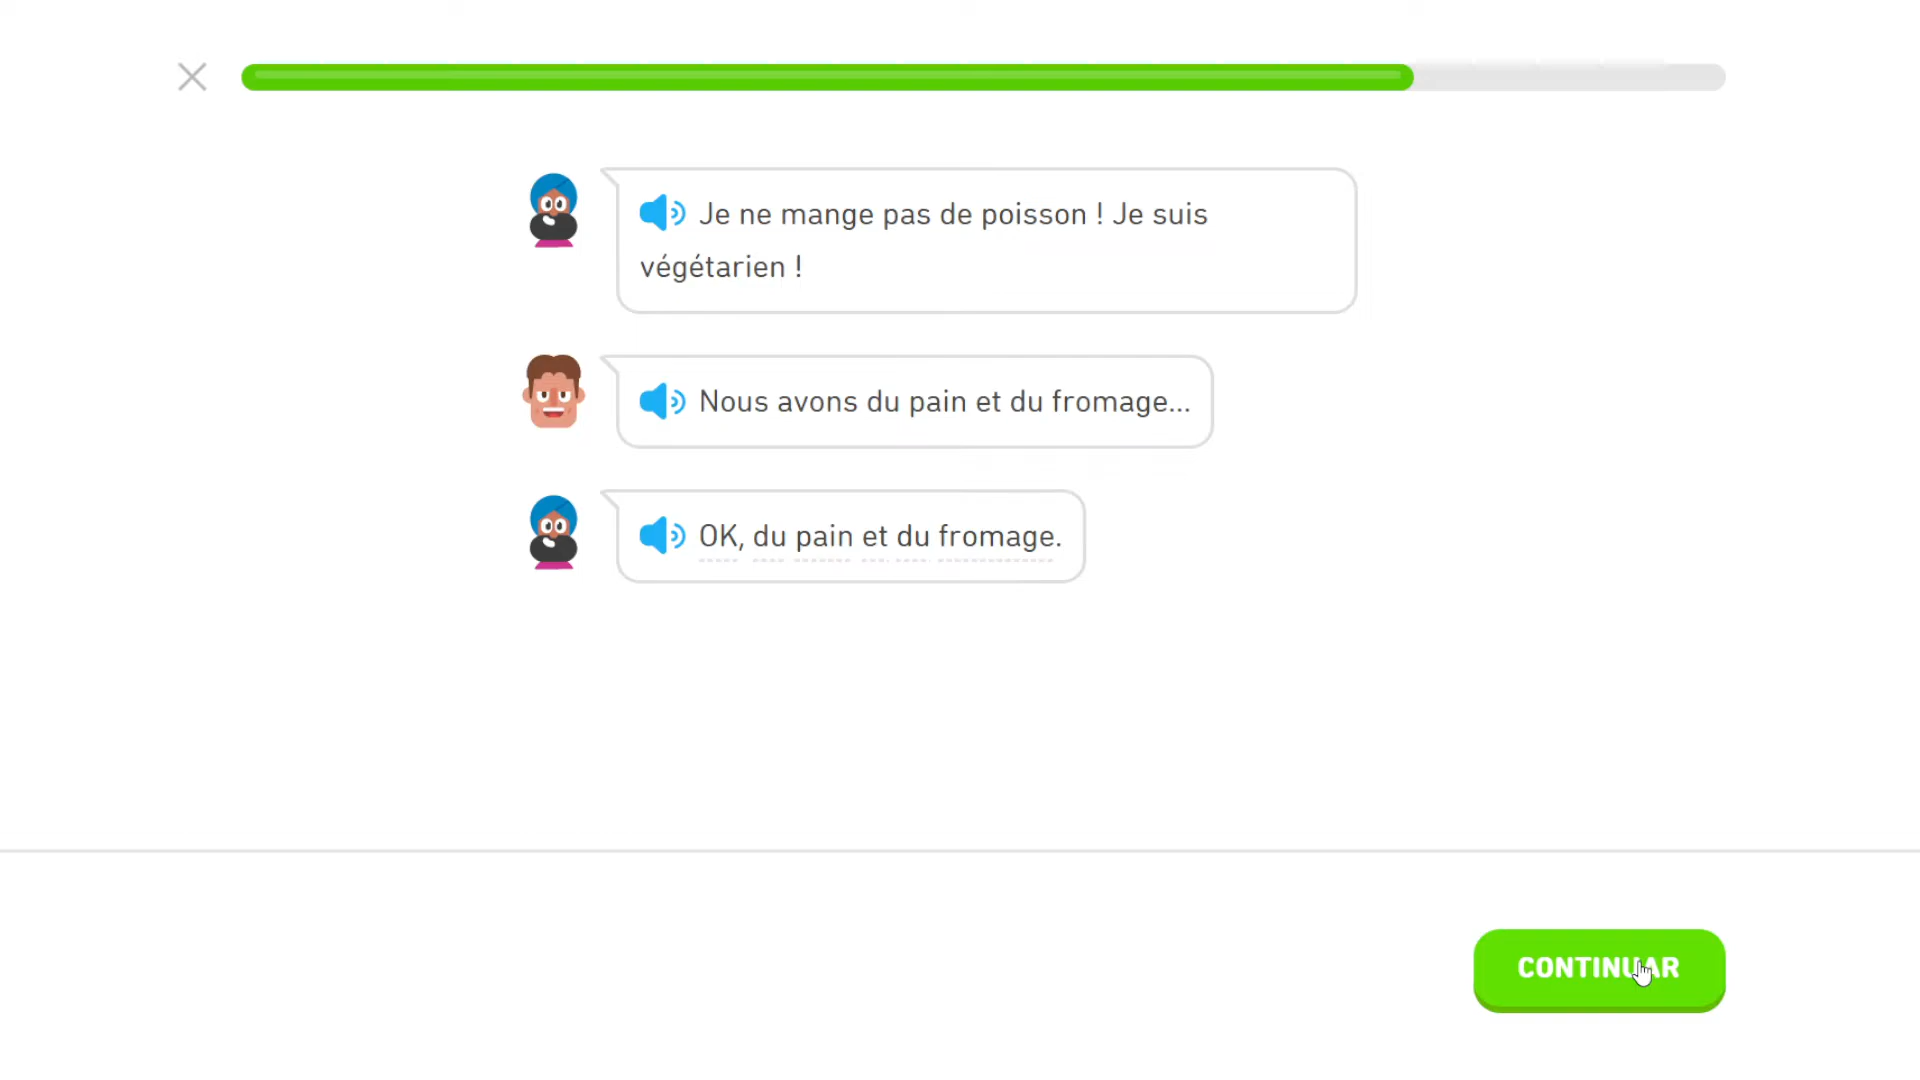 Je ne mange pas de poisson ! Je suis
végétarien !
Nous avons du pain et du fromage...
OK, du pain et du fromage.
CONTINUAR